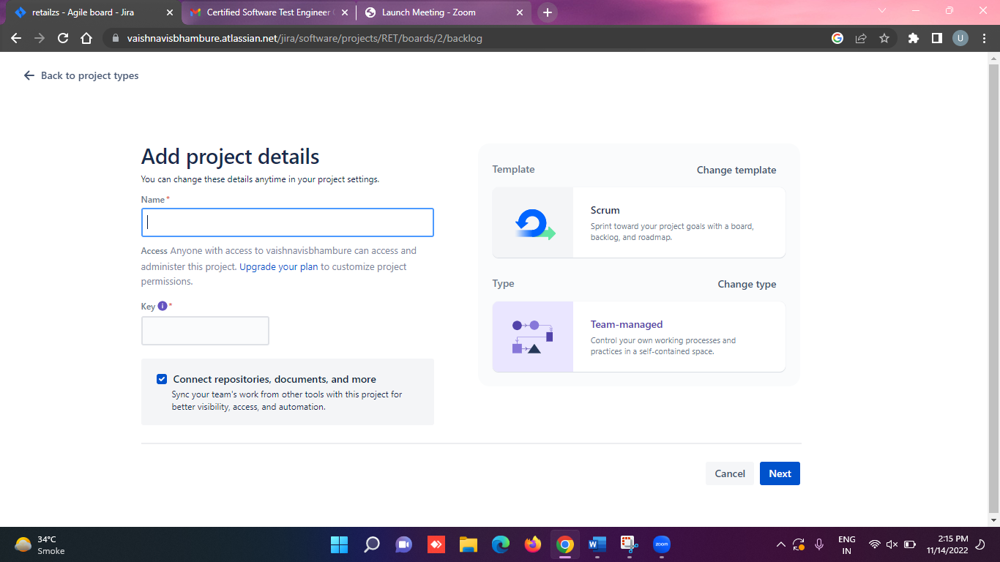 retailzs - Agile board - Jira
Certified Software Test Engineer
Launch Meeting - Zoom
vaishnavisbhambure.atlassian.net/jira/software/projects/RET/boards/2/backlog
U
Back to project types
Add project details
You can change these details anytime in your project settings.
Name *
Access Anyone with access to vaishnavisbhambure can access and
administer this project. Upgrade your plan to customize project
permissions.
Key i *
Connect repositories, documents, and more
Sync your team's work from other tools with this project for
better visibility, access, and automation.
Template
Change template
Scrum
Sprint toward your project goals with a board,
backlog, and roadmap.
Type
Change type
Team-managed
Control your own working processes and
practices in a self-contained space.
Cancel
Next
34°C
Smoke
W
zoom
ENG
IN
2:15 PM
11/14/2022